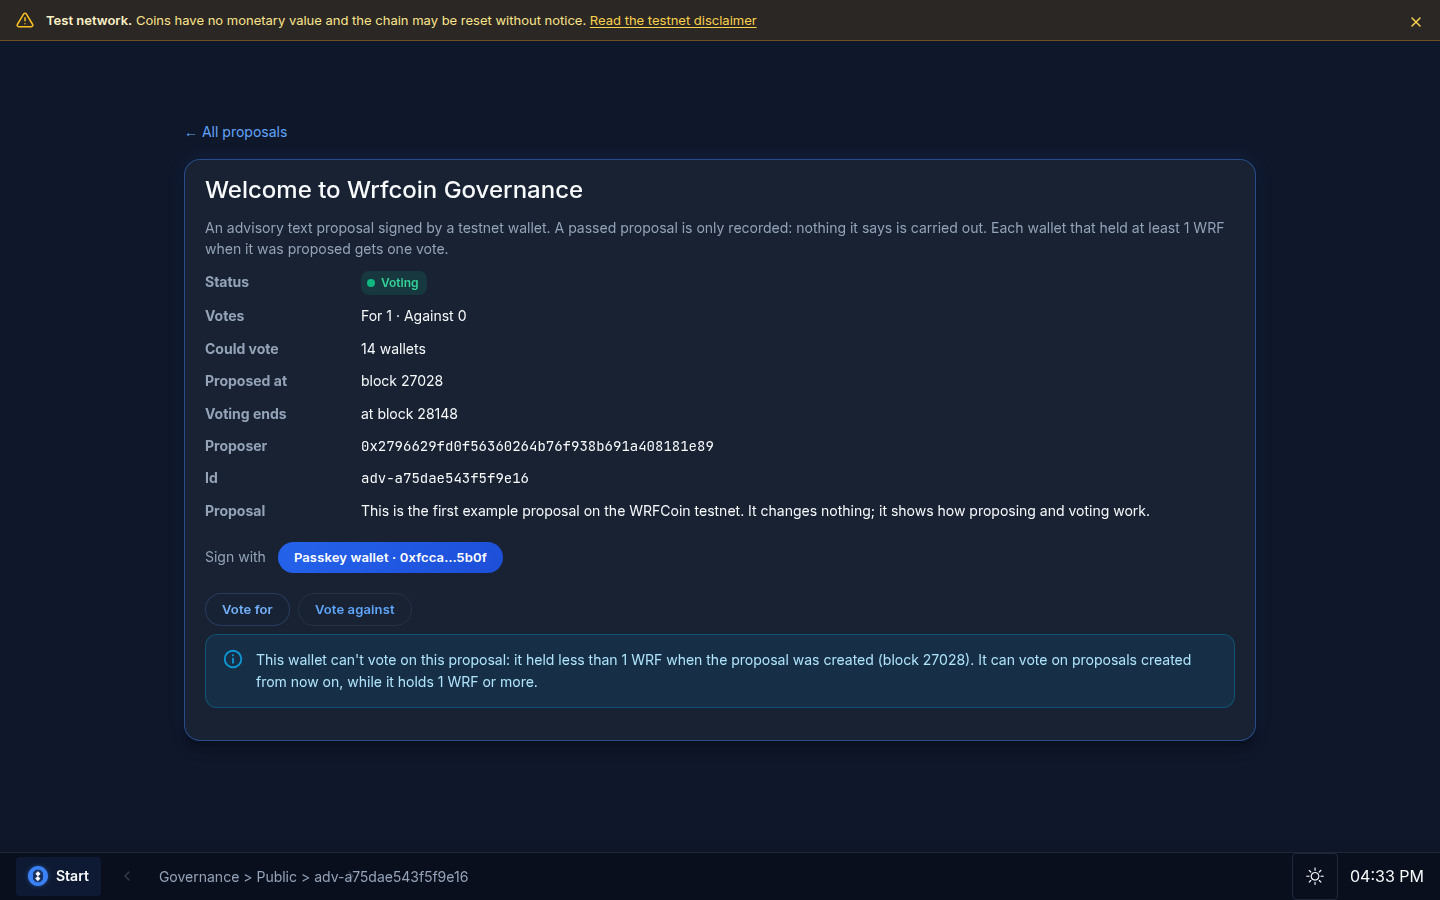 Test network. Coins have no monetary value and the chain may be reset without notice. Read the testnet disclaimer
← All proposals
Welcome to Wrfcoin Governance
An advisory text proposal signed by a testnet wallet. A passed proposal is only recorded: nothing it says is carried out. Each wallet that held at least 1 WRF
when it was proposed gets one vote.
Status Voting
Votes For 1 · Against 0
Could vote 14 wallets
Proposed at block 27028
Voting ends at block 28148
Proposer 0x2796629fd0f56360264b76f938b691a408181e89
Id adv-a75dae543f5f9e16
Proposal This is the first example proposal on the WRFCoin testnet. It changes nothing; it shows how proposing and voting work.
Sign with Passkey wallet · 0xfcca…5b0f
Vote for Vote against
This wallet can't vote on this proposal: it held less than 1 WRF when the proposal was created (block 27028). It can vote on proposals created
from now on, while it holds 1 WRF or more.
Start Governance > Public > adv-a75dae543f5f9e16 04:33 PM